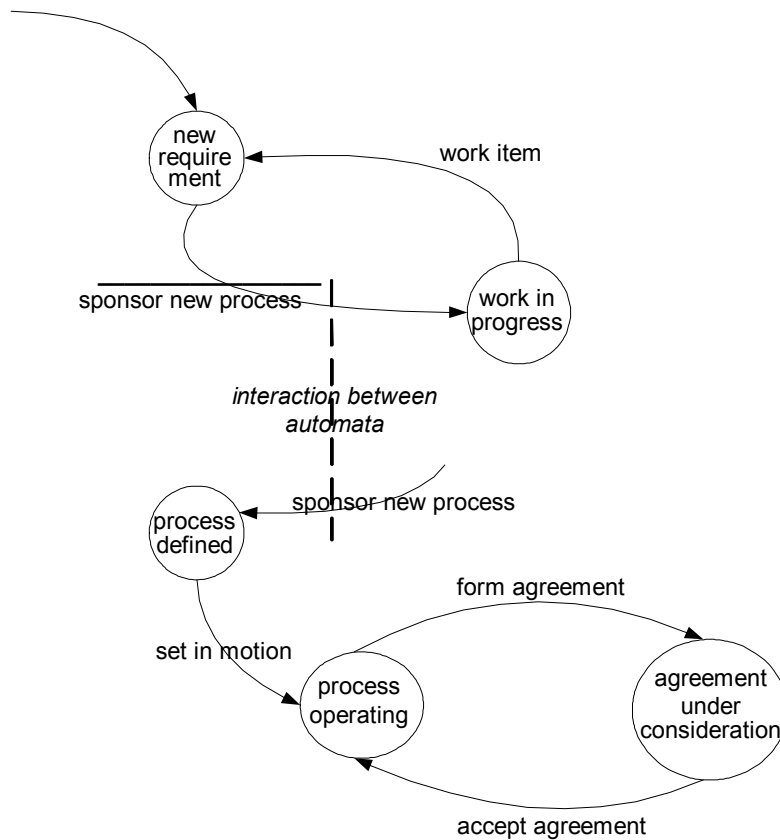 new
require
ment
work item
sponsor new process
work in
progress
interaction between
automata
sponsor new process
process
defined
form agreement
set in motion
process
operating
agreement
under
consideration
accept agreement